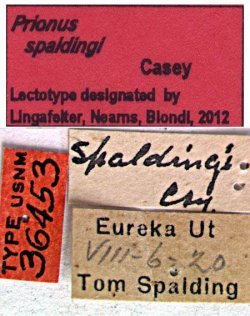 Prionus
spaldingi
Casey
Lectotype designated by
Lingafelter, Nearns, Biondi, 2012
TYPE USNM
36453
Spaldingi
Csy
Eureka Ut
VIII-6-20
Tom Spalding